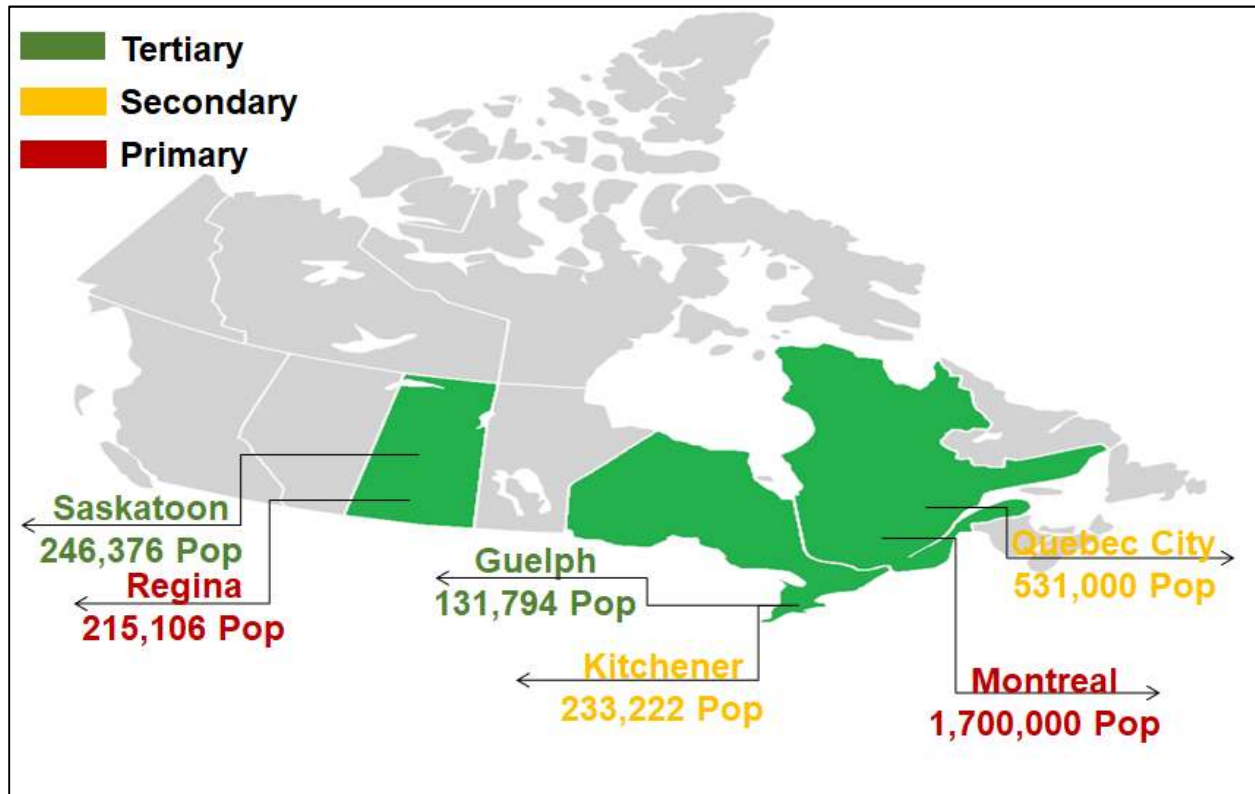 Tertiary
Secondary
Primary
Saskatoon
246,376 Pop
Regina
215,106 Pop
Guelph
131,794 Pop
Kitchener
233,222 Pop
Quebec City
531,000 Pop
Montreal
1,700,000 Pop